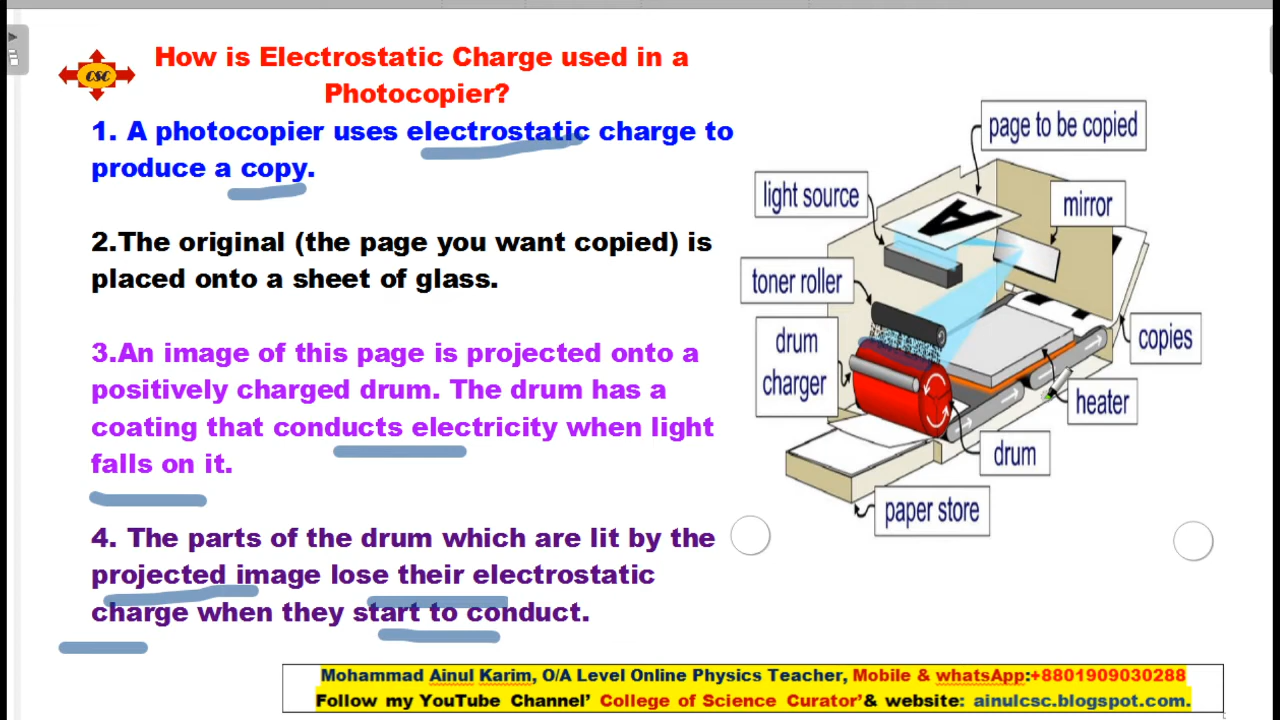 How is Electrostatic Charge used in a
Photocopier?
CSC
1. A photocopier uses electrostatic charge to
produce a copy.
2.The original (the page you want copied) is
placed onto a sheet of glass.
3.An image of this page is projected onto a
positively charged drum. The drum has a
coating that conducts electricity when light
falls on it.
4. The parts of the drum which are lit by the
projected image lose their electrostatic
charge when they start to conduct.
page to be copied
light source
mirror
A
toner roller
drum
charger
copies
heater
drum
paper store
Mohammad Ainul Karim, O/A Level Online Physics Teacher, Mobile & whatsApp:+8801909030288
Follow my YouTube Channel’ College of Science Curator’& website: ainulcsc.blogspot.com.